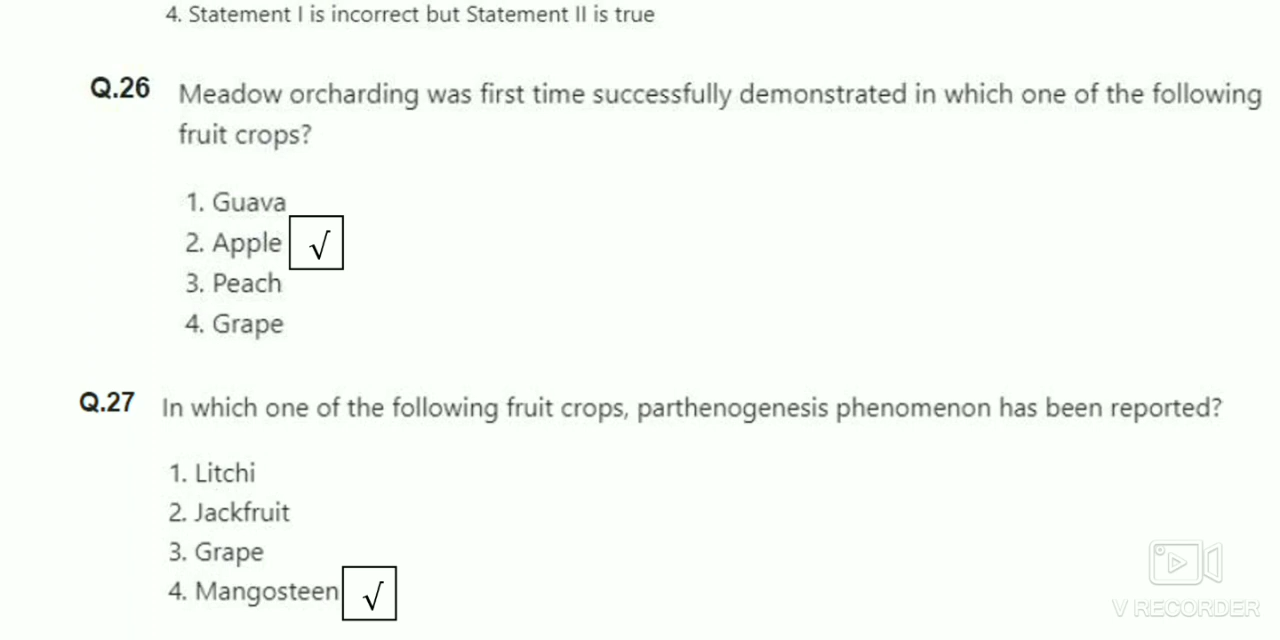 4. Statement I is incorrect but Statement II is true
Q.26 Meadow orcharding was first time successfully demonstrated in which one of the following
fruit crops?
1. Guava
2. Apple √
3. Peach
4. Grape
Q.27 In which one of the following fruit crops, parthenogenesis phenomenon has been reported?
1. Litchi
2. Jackfruit
3. Grape
4. Mangosteen √
V RECORDER